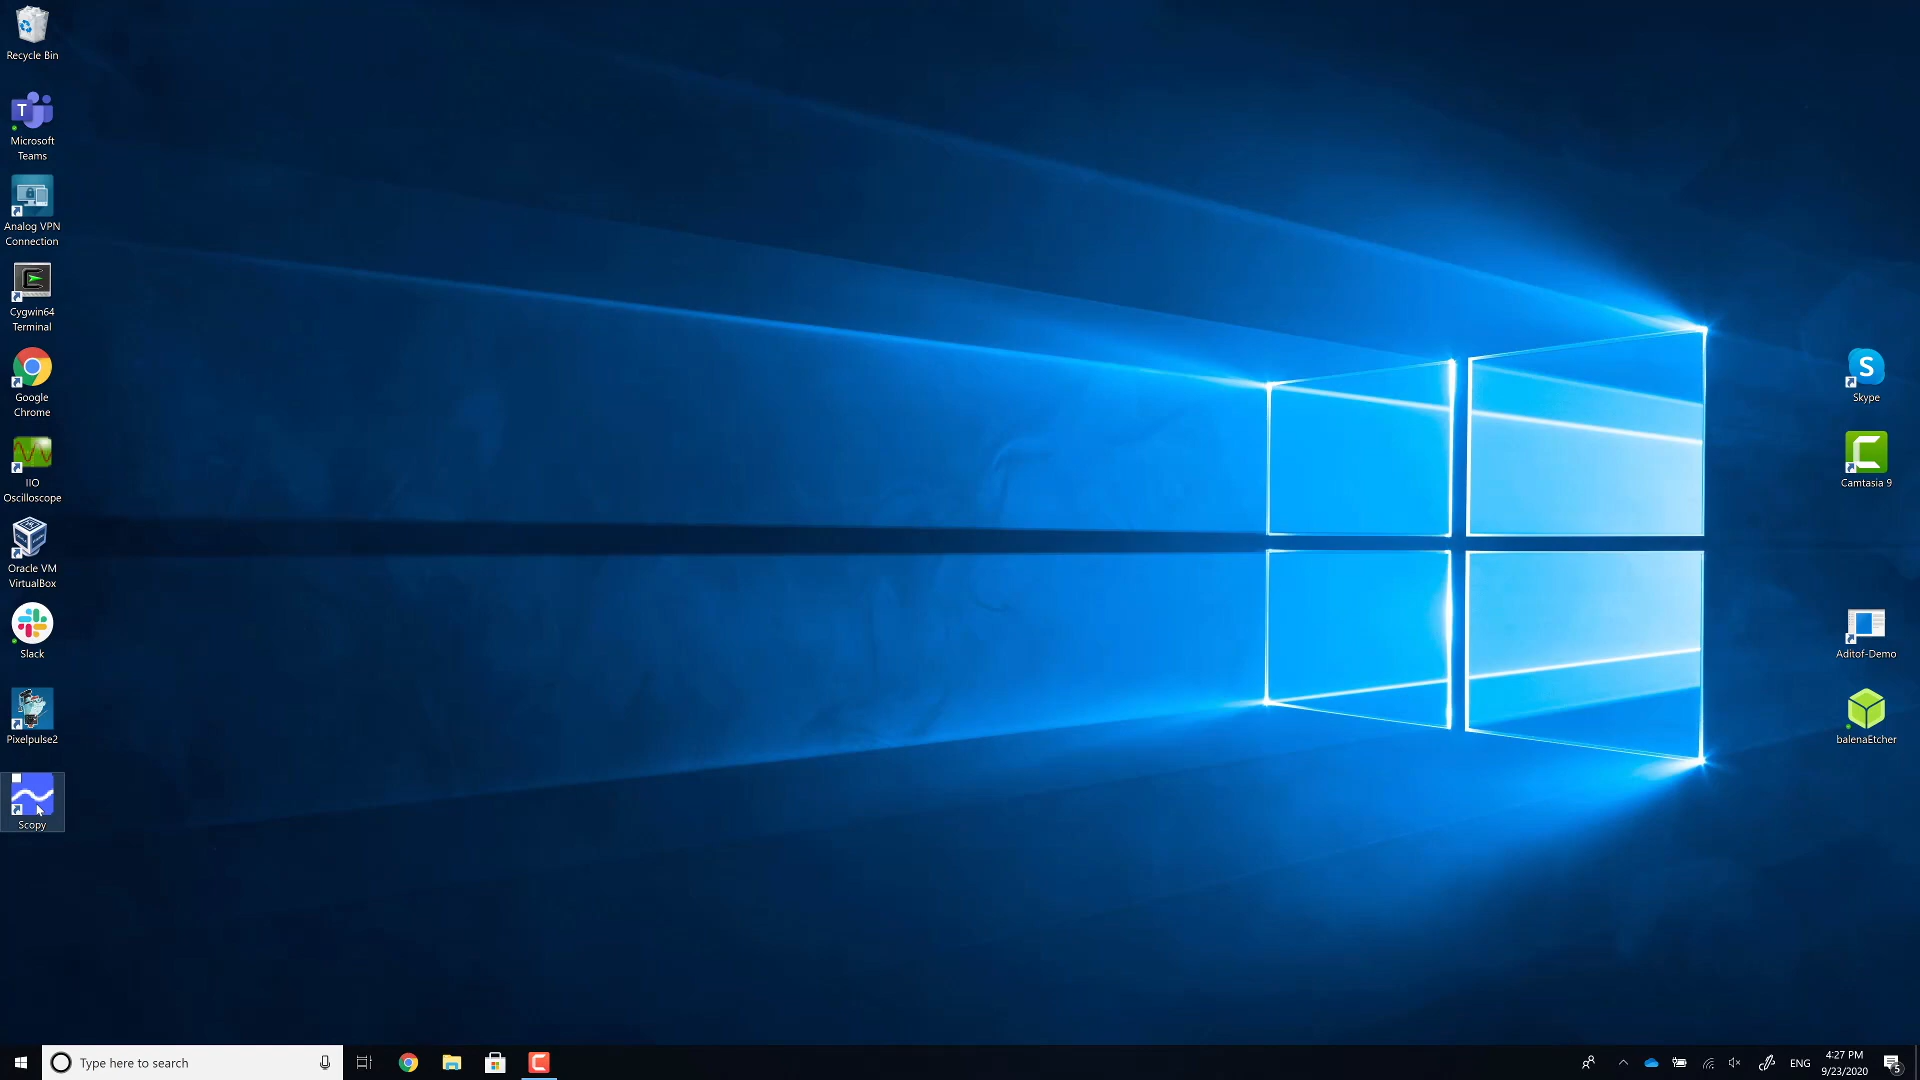 Recycle Bin
T
Microsoft
Teams
Analog VPN
Connection
Cygwin64
Terminal
Google
Chrome
IIO
Oscilloscope
Oracle VM
VirtualBox
Slack
Pixelpulse2
Scopy
S
Skype
Camtasia 9
Aditof-Demo
balenaEtcher
Type here to search
ENG
4:27 PM
9/23/2020
5